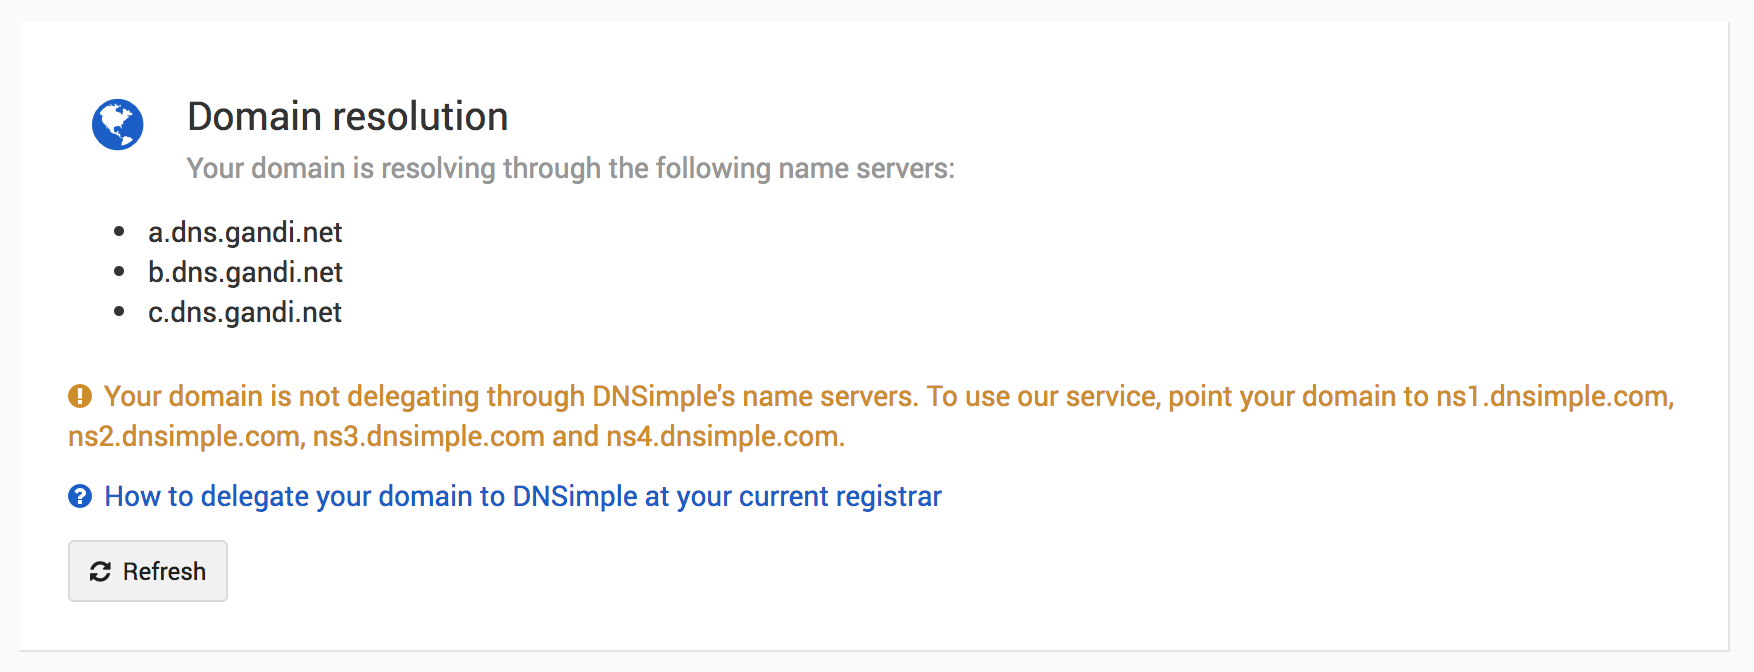 Domain resolution
Your domain is resolving through the following name servers:
a.dns.gandi.net
b.dns.gandi.net
c.dns.gandi.net
Your domain is not delegating through DNSimple's name servers. To use our service, point your domain to ns1.dnsimple.com,
ns2.dnsimple.com, ns3.dnsimple.com and ns4.dnsimple.com.
How to delegate your domain to DNSimple at your current registrar
Refresh